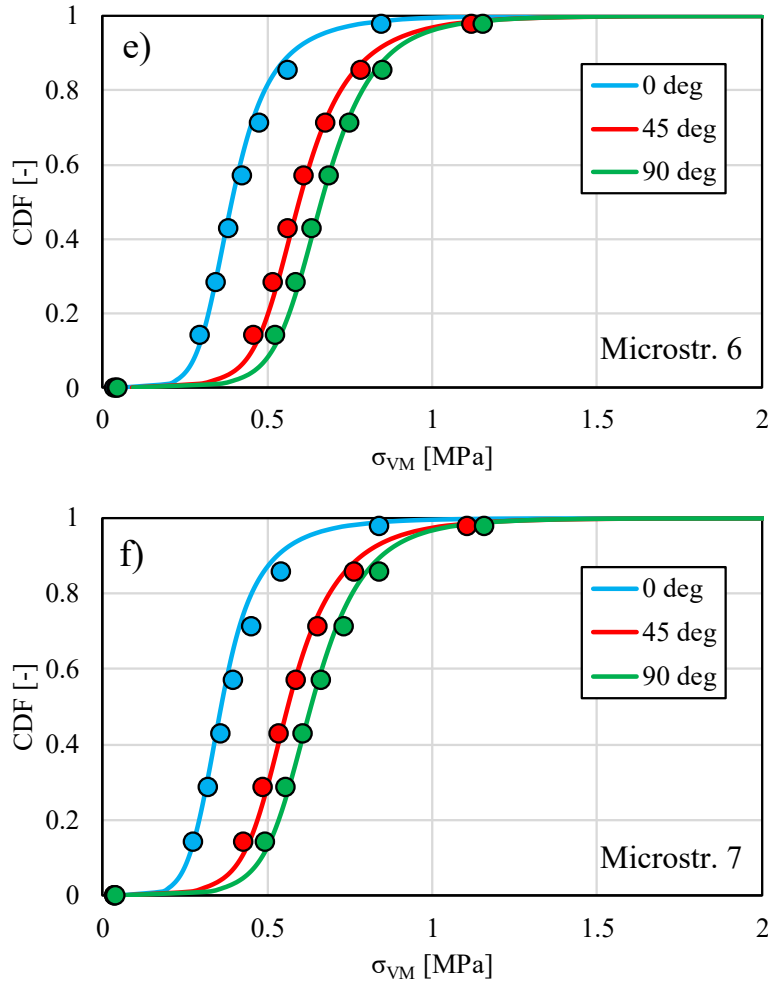 e)
1
0.8
0.6
0.4
0.2
0
CDF [-]
0 deg
45 deg
90 deg
Microstr. 6
0 0.5 1 1.5 2
σVM [MPa]
f)
1
0.8
0.6
0.4
0.2
0
CDF [-]
0 deg
45 deg
90 deg
Microstr. 7
0 0.5 1 1.5 2
σVM [MPa]